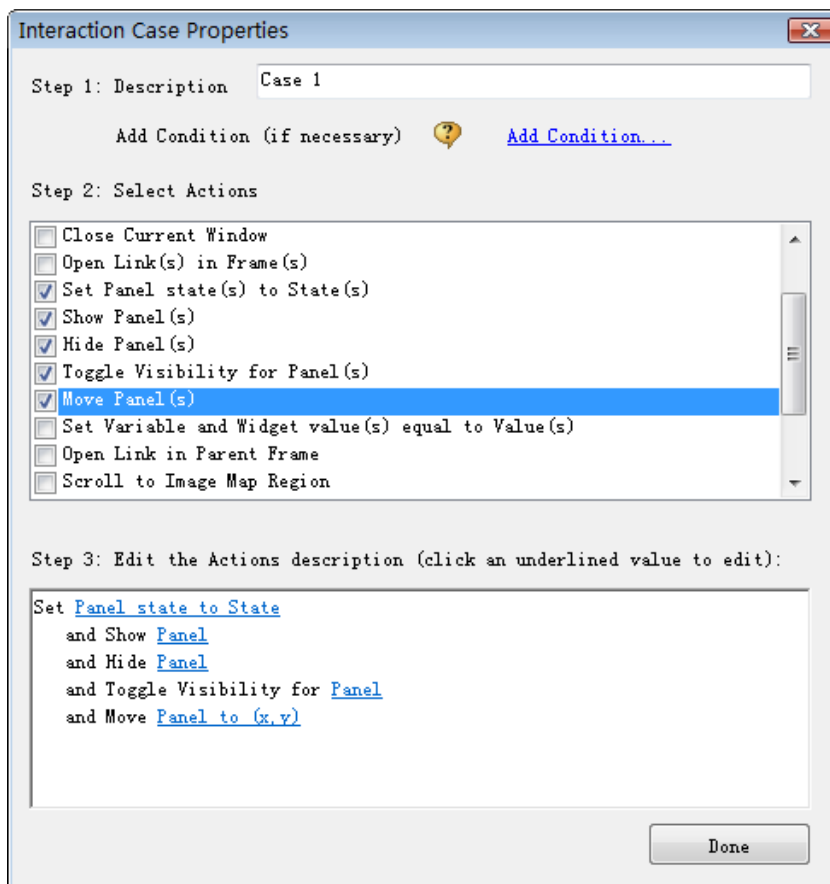 Interaction Case Properties
Step 1: Description Case 1
Add Condition (if necessary) ? Add Condition...
Step 2: Select Actions
Close Current Window
Open Link(s) in Frame(s)
Set Panel state(s) to State(s)
Show Panel(s)
Hide Panel(s)
Toggle Visibility for Panel(s)
Move Panel(s)
Set Variable and Widget value(s) equal to Value(s)
Open Link in Parent Frame
Scroll to Image Map Region
Step 3: Edit the Actions description (click an underlined value to edit):
Set Panel state to State
and Show Panel
and Hide Panel
and Toggle Visibility for Panel
and Move Panel to (x,y)
Done